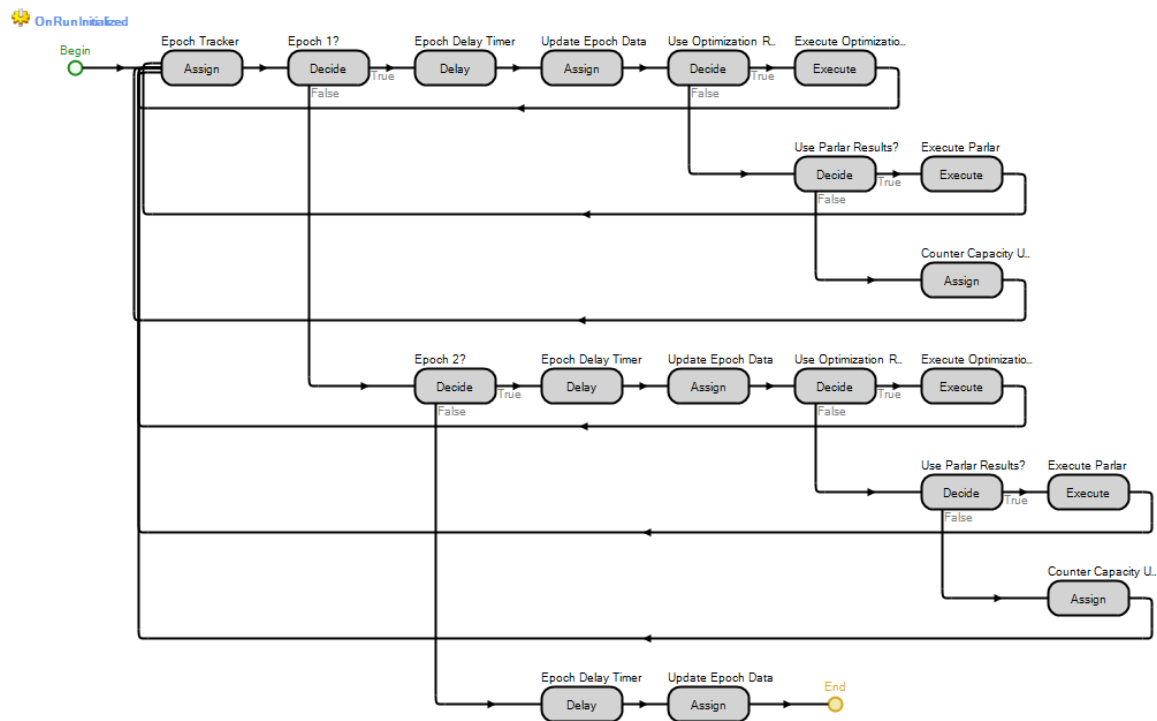 OnRunInitialized
Begin
Epoch Tracker
Epoch 1?
Epoch Delay Timer
Update Epoch Data
Use Optimization R..
Execute Optimizatio..
Assign
Decide
Delay
Assign
Decide
Execute
True
True
False
False
Use Parlar Results?
Execute Parlar
Decide
Execute
True
False
Counter Capacity U..
Assign
Epoch 2?
Epoch Delay Timer
Update Epoch Data
Use Optimization R..
Execute Optimizatio..
Decide
Delay
Assign
Decide
Execute
True
True
False
False
Use Parlar Results?
Execute Parlar
Decide
Execute
True
False
Counter Capacity U..
Assign
Epoch Delay Timer
Update Epoch Data
End
Delay
Assign